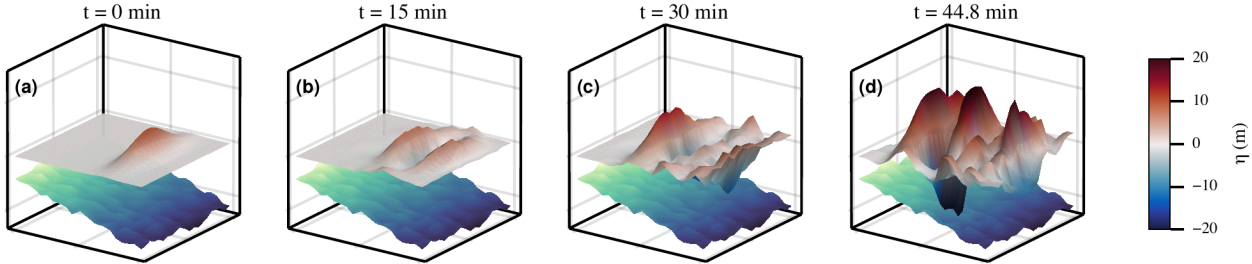 t = 0 min
t = 15 min
t = 30 min
t = 44.8 min
(a)
(b)
(c)
(d)
20
10
0
−10
−20
η (m)